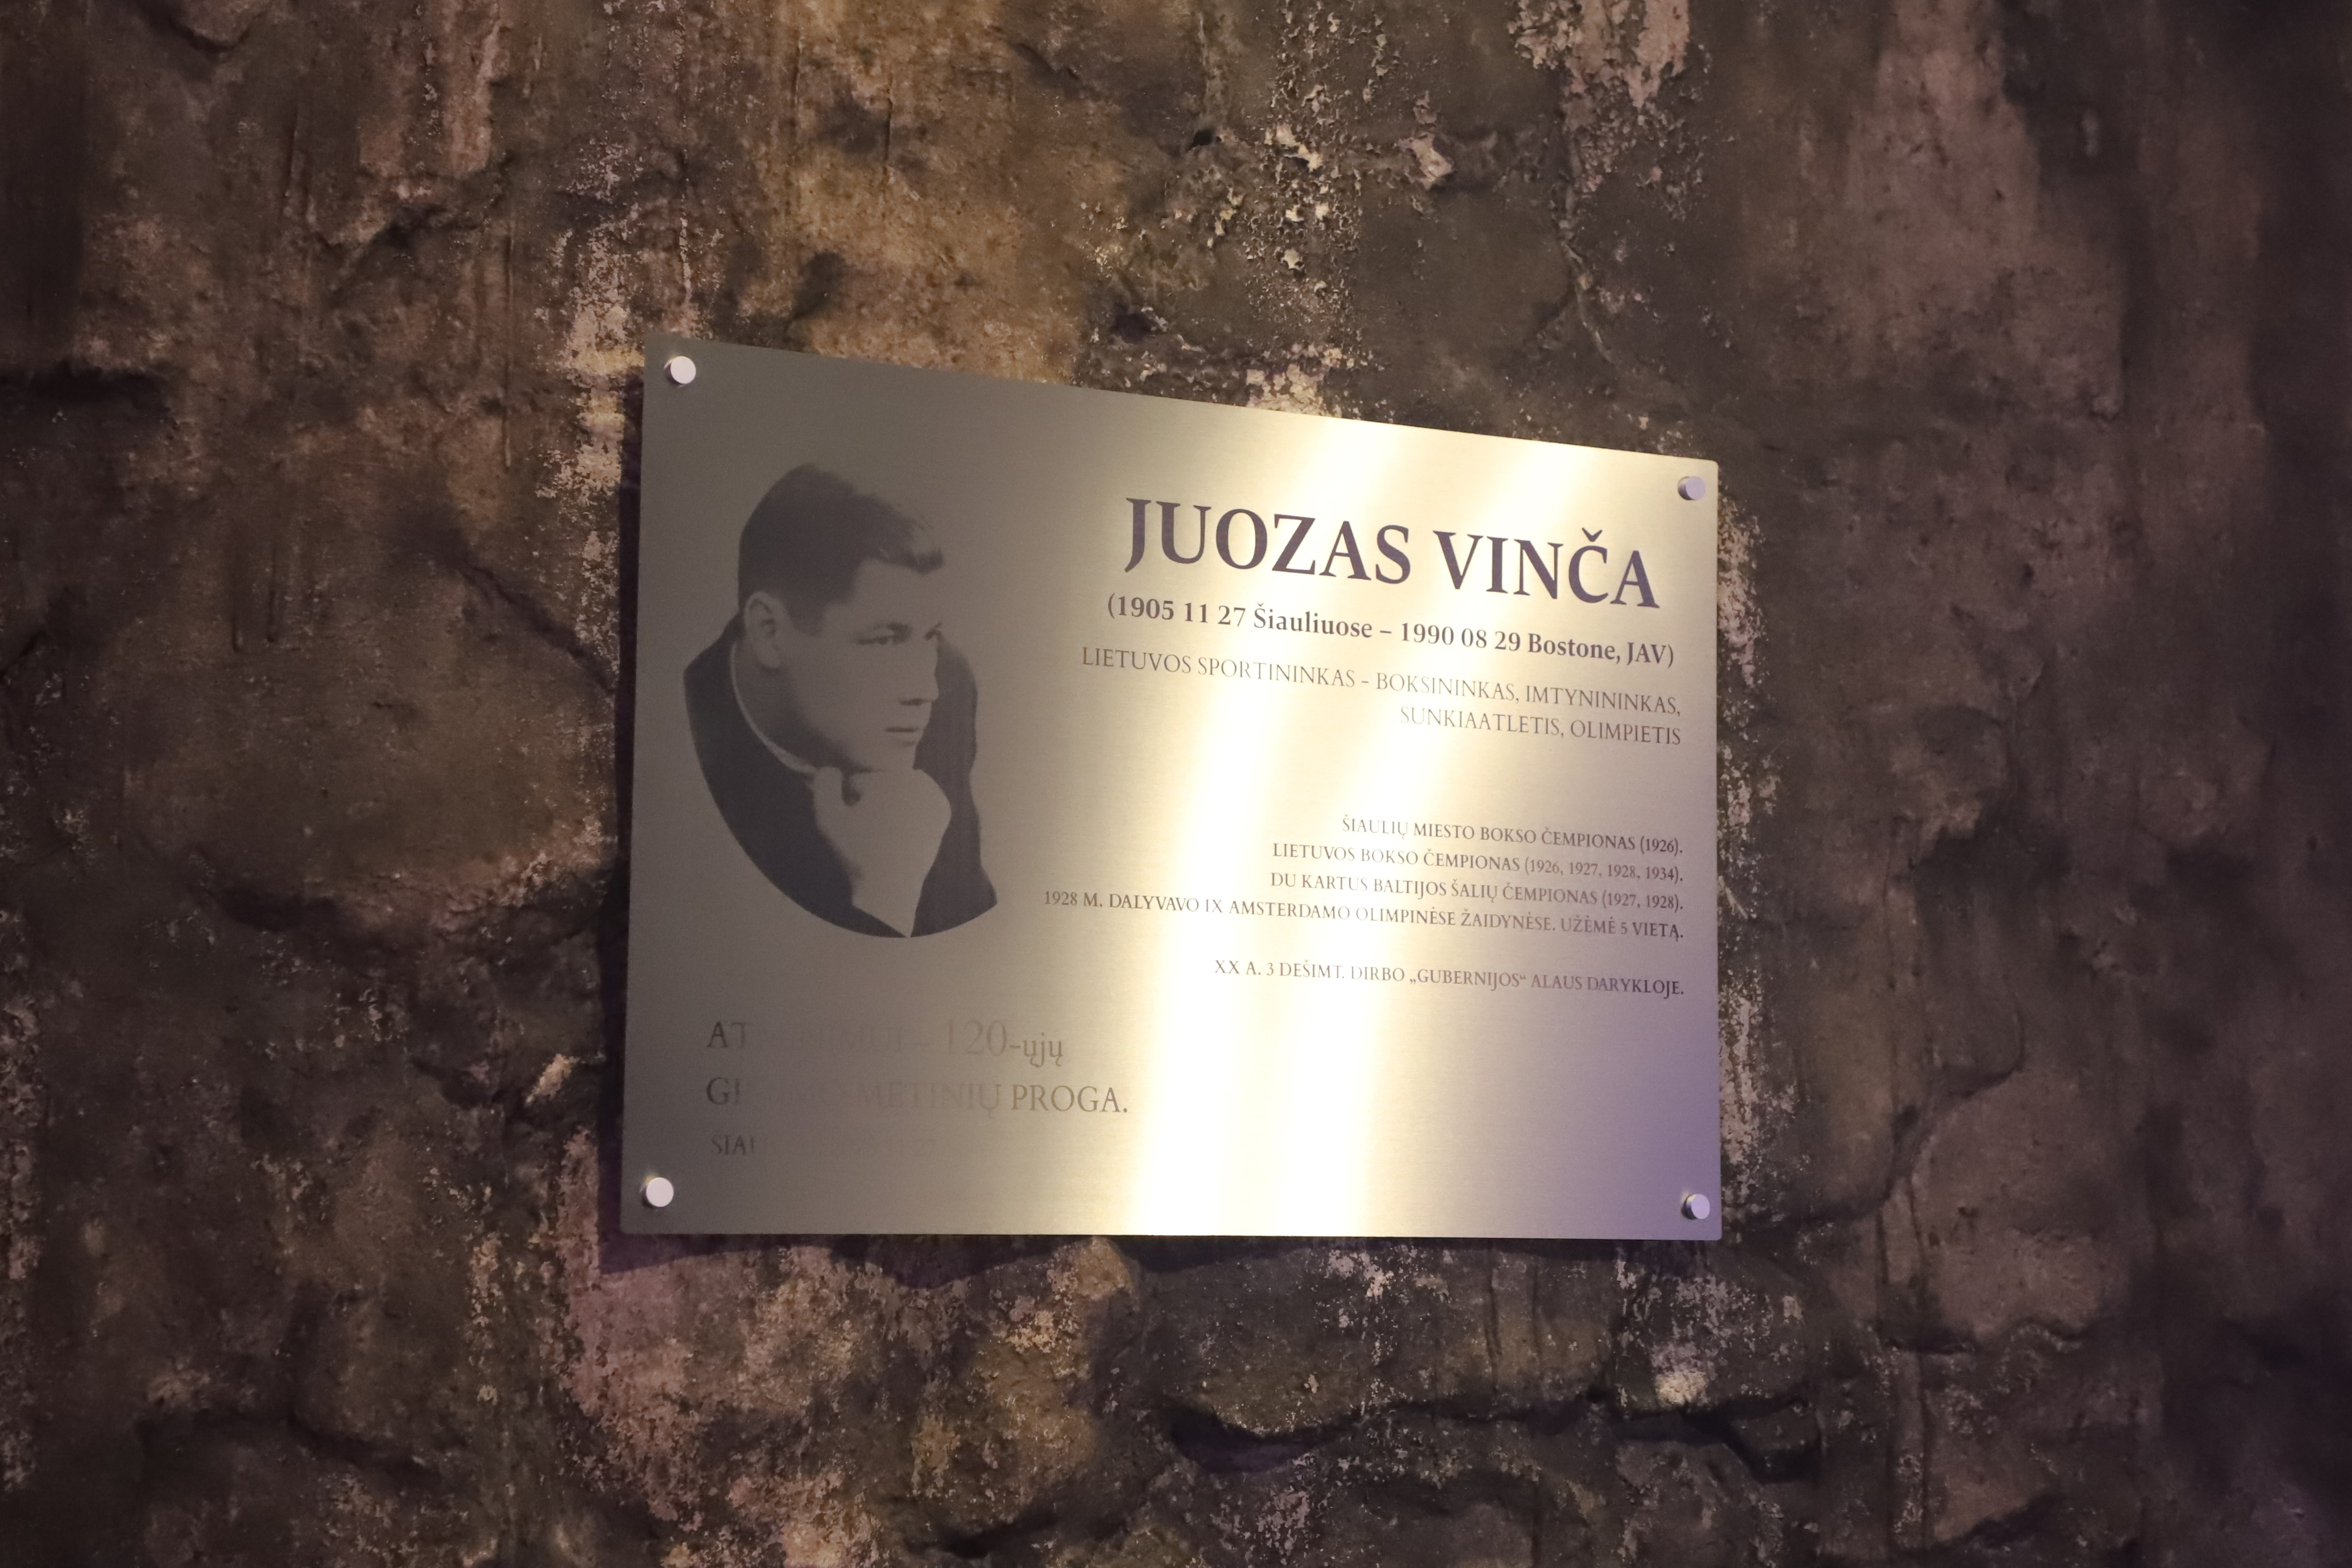 JUOZAS VINČA
(1905 11 27 Šiauliuose – 1990 08 29 Bostone, JAV)
LIETUVOS SPORTININKAS – BOKSININKAS, IMTYNININKAS,
SUNKIAATLETIS, OLIMPIETIS
ŠIAULIŲ MIESTO BOKSO ČEMPIONAS (1926).
LIETUVOS BOKSO ČEMPIONAS (1926, 1927, 1928, 1934).
DU KARTUS BALTIJOS ŠALIŲ ČEMPIONAS (1927, 1928).
1928 M. DALYVAVO IX AMSTERDAMO OLIMPINĖSE ŽAIDYNĖSE. UŽĖMĖ 5 VIETĄ.
XX A. 3 DEŠIMT. DIRBO „GUBERNIJOS“ ALAUS DARYKLOJE.
– 120-ųjų
METINIŲ PROGA.